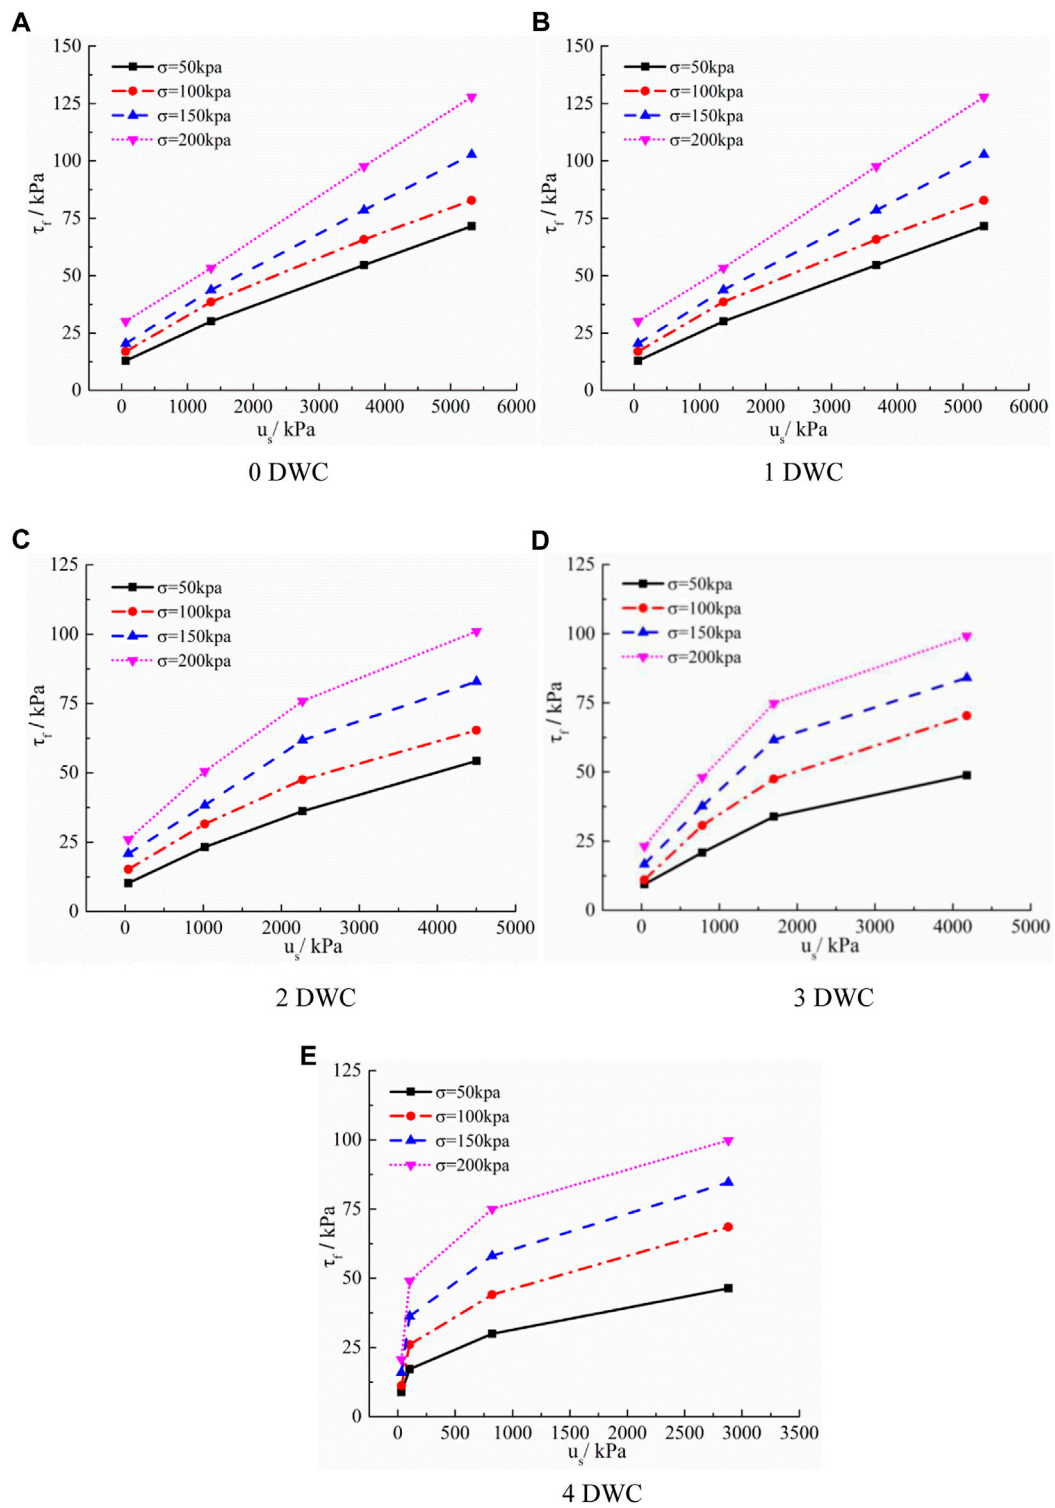 A
150
125
100
75
50
25
0
τf / kPa
σ=50kpa
σ=100kpa
σ=150kpa
σ=200kpa
0 1000 2000 3000 4000 5000 6000
us/ kPa
0 DWC
B
150
125
100
75
50
25
0
τf / kPa
σ=50kpa
σ=100kpa
σ=150kpa
σ=200kpa
0 1000 2000 3000 4000 5000 6000
us/ kPa
1 DWC
C
125
100
75
50
25
0
τf / kPa
σ=50kpa
σ=100kpa
σ=150kpa
σ=200kpa
0 1000 2000 3000 4000 5000
us/ kPa
2 DWC
D
125
100
75
50
25
0
τf / kPa
σ=50kpa
σ=100kpa
σ=150kpa
σ=200kpa
0 1000 2000 3000 4000 5000
us/ kPa
3 DWC
E
125
100
75
50
25
0
τf / kPa
σ=50kpa
σ=100kpa
σ=150kpa
σ=200kpa
0 500 1000 1500 2000 2500 3000 3500
us/ kPa
4 DWC